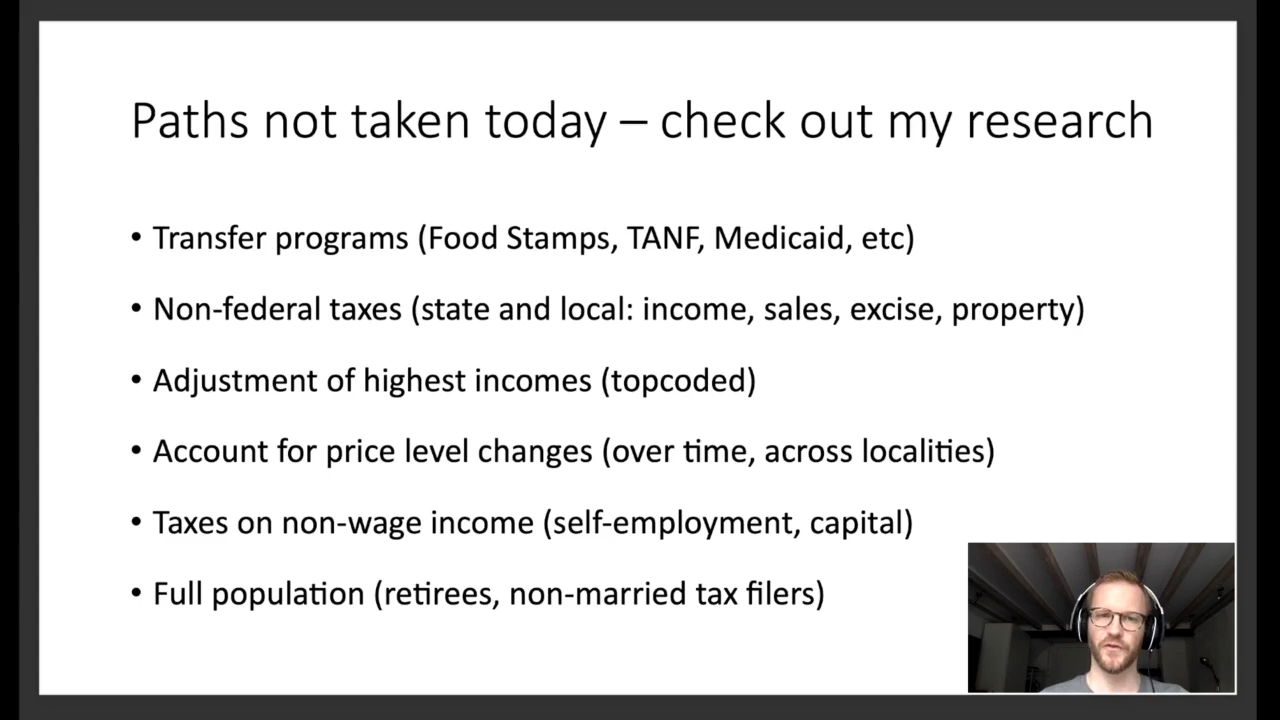 Paths not taken today – check out my research
• Transfer programs (Food Stamps, TANF, Medicaid, etc)
• Non-federal taxes (state and local: income, sales, excise, property)
• Adjustment of highest incomes (topcoded)
• Account for price level changes (over time, across localities)
• Taxes on non-wage income (self-employment, capital)
• Full population (retirees, non-married tax filers)